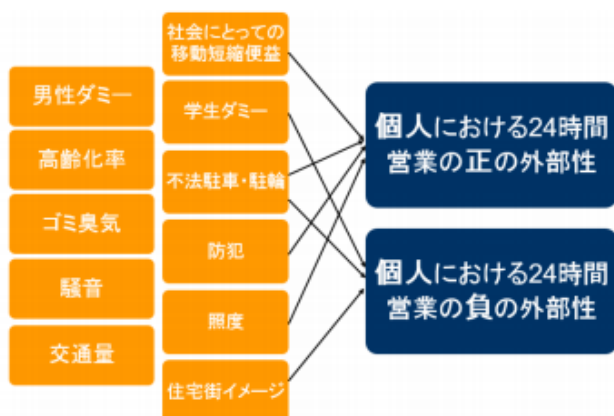 男性ダミー
高齢化率
ゴミ臭気
騒音
交通量
社会にとっての
移動短縮便益
学生ダミー
不法駐車・駐輪
防犯
照度
住宅街イメージ
個人における24時間
営業の正の外部性
個人における24時間
営業の負の外部性